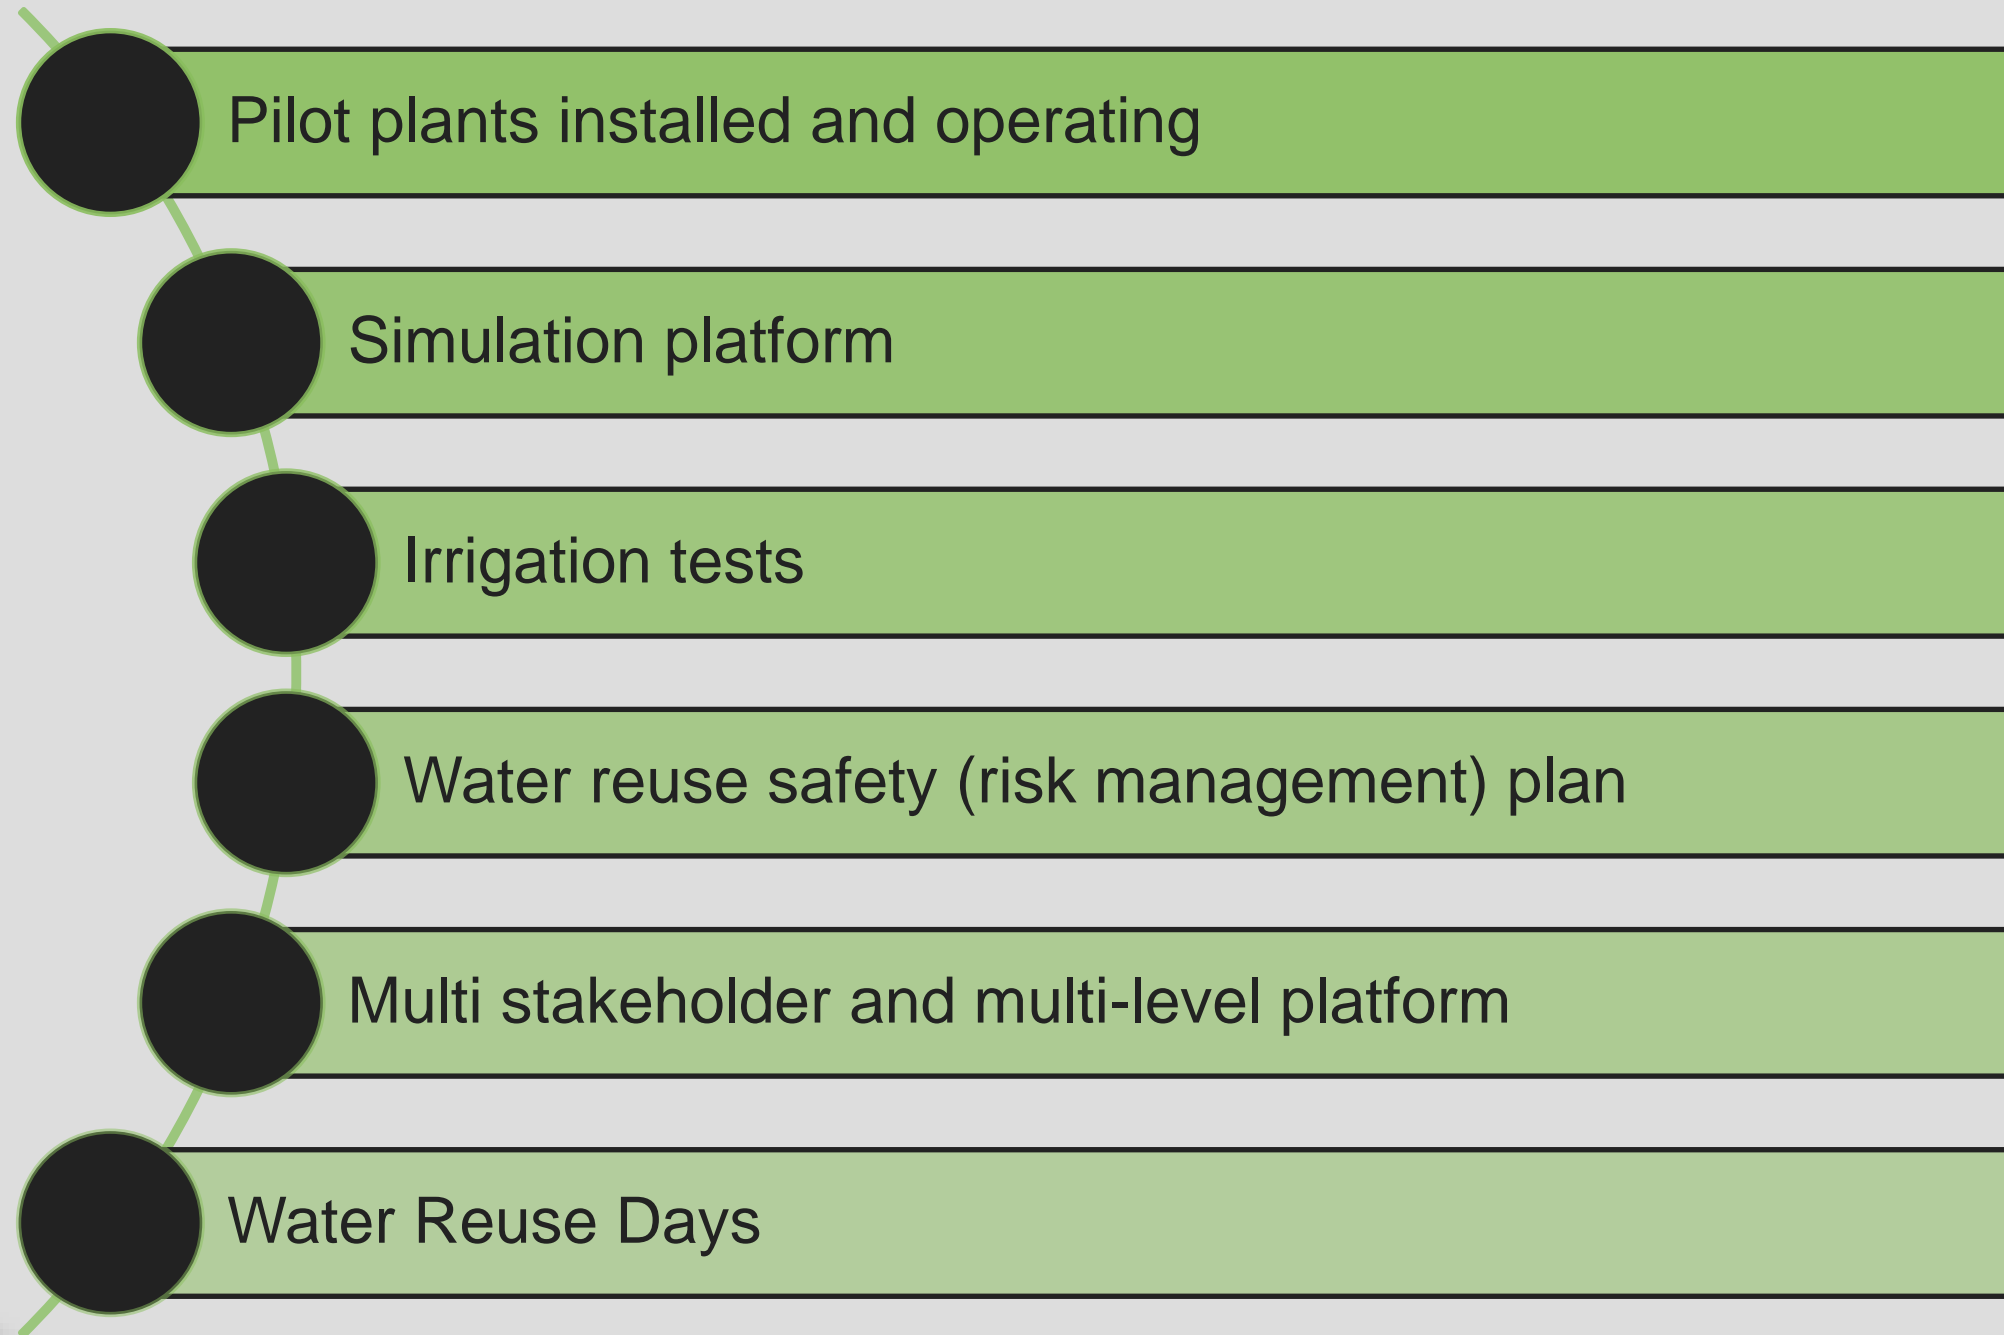 Pilot plants installed and operating
Simulation platform
Irrigation tests
Water reuse safety (risk management) plan
Multi stakeholder and multi-level platform
Water Reuse Days